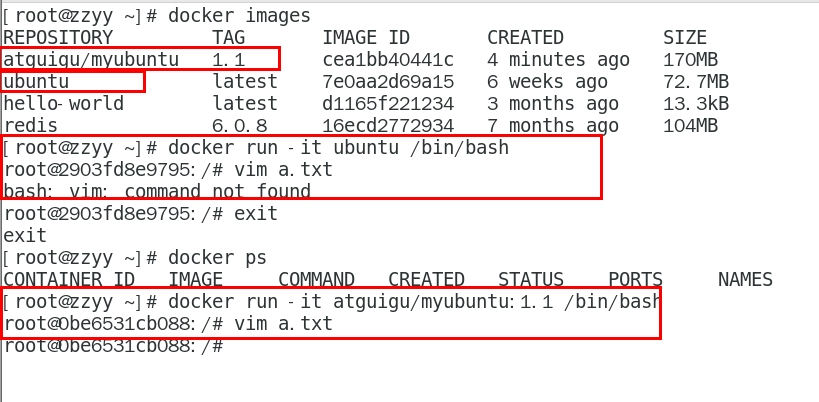 [root@zzyy ~]# docker images
REPOSITORY TAG IMAGE ID CREATED SIZE
atguigu/myubuntu 1.1 cea1bb40441c 4 minutes ago 170MB
ubuntu latest 7e0aa2d69a15 6 weeks ago 72.7MB
hello-world latest d1165f221234 3 months ago 13.3kB
redis 6.0.8 16ecd2772934 7 months ago 104MB
[root@zzyy ~]# docker run -it ubuntu /bin/bash
root@2903fd8e9795:/# vim a.txt
bash: vim: command not found
root@2903fd8e9795:/# exit
exit
[root@zzyy ~]# docker ps
CONTAINER ID IMAGE COMMAND CREATED STATUS PORTS NAMES
[root@zzyy ~]# docker run -it atguigu/myubuntu:1.1 /bin/bash
root@0be6531cb088:/# vim a.txt
root@0be6531cb088:/#